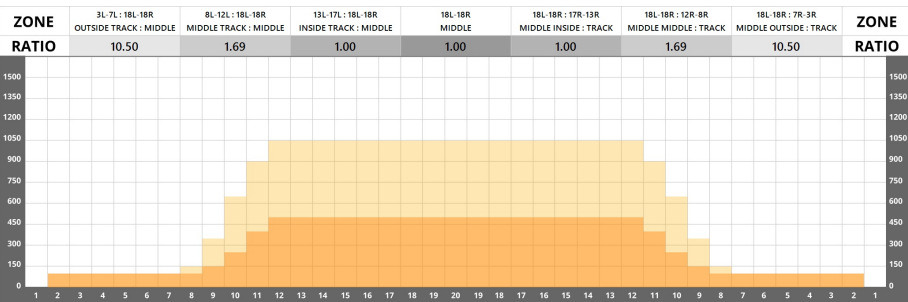 ZONE
3L-7L : 18L-18R
OUTSIDE TRACK : MIDDLE
8L-12L : 18L-18R
MIDDLE TRACK : MIDDLE
13L-17L : 18L-18R
INSIDE TRACK : MIDDLE
18L-18R
MIDDLE
18L-18R : 17R-13R
MIDDLE INSIDE : TRACK
18L-18R : 12R-8R
MIDDLE MIDDLE : TRACK
18L-18R : 7R-3R
MIDDLE OUTSIDE : TRACK
ZONE
RATIO 10.50 1.69 1.00 1.00 1.00 1.69 10.50 RATIO
1500 1500
1350 1350
1200 1200
1050 1050
900 900
750 750
600 600
450 450
300 300
150 150
0 0
1 2 3 4 5 6 7 8 9 10 11 12 13 14 15 16 17 18 19 20 19 18 17 16 15 14 13 12 11 10 9 8 7 6 5 4 3 2 1